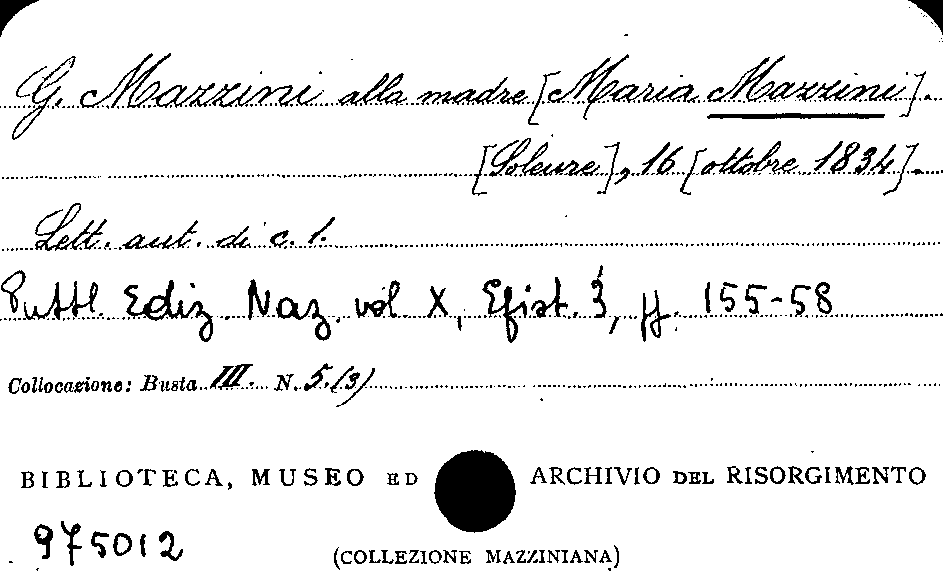 G. Mazzini alla madre [Maria Mazzini].
[Soleure], 16 [ottobre 1834].
Lett. aut. di c. 1.
Pubbl. Ediz. Naz. vol X, Epist. 3, pp. 155-58
Collocazione: Busta III. N. 5.(3)
BIBLIOTECA, MUSEO ED ARCHIVIO DEL RISORGIMENTO
975012
(COLLEZIONE MAZZINIANA)